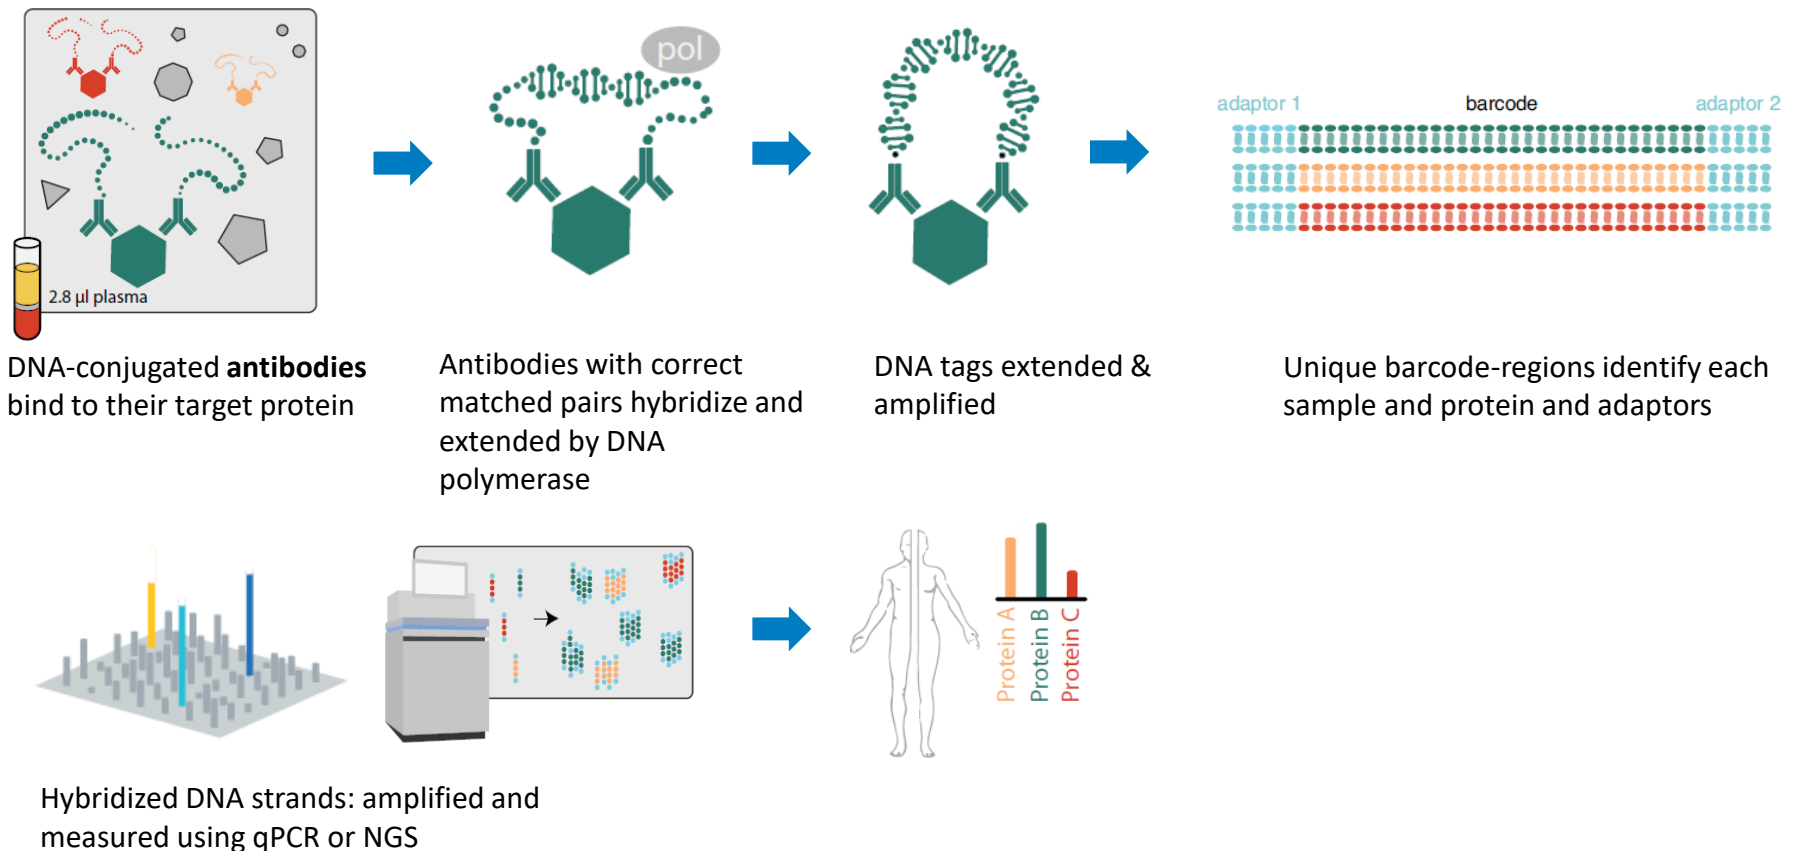 2.8 µl plasma
pol
adaptor 1
barcode
adaptor 2
DNA-conjugated antibodies
bind to their target protein
Antibodies with correct
matched pairs hybridize and
extended by DNA
polymerase
DNA tags extended &
amplified
Unique barcode-regions identify each
sample and protein and adaptors
Protein A
Protein B
Protein C
Hybridized DNA strands: amplified and
measured using qPCR or NGS